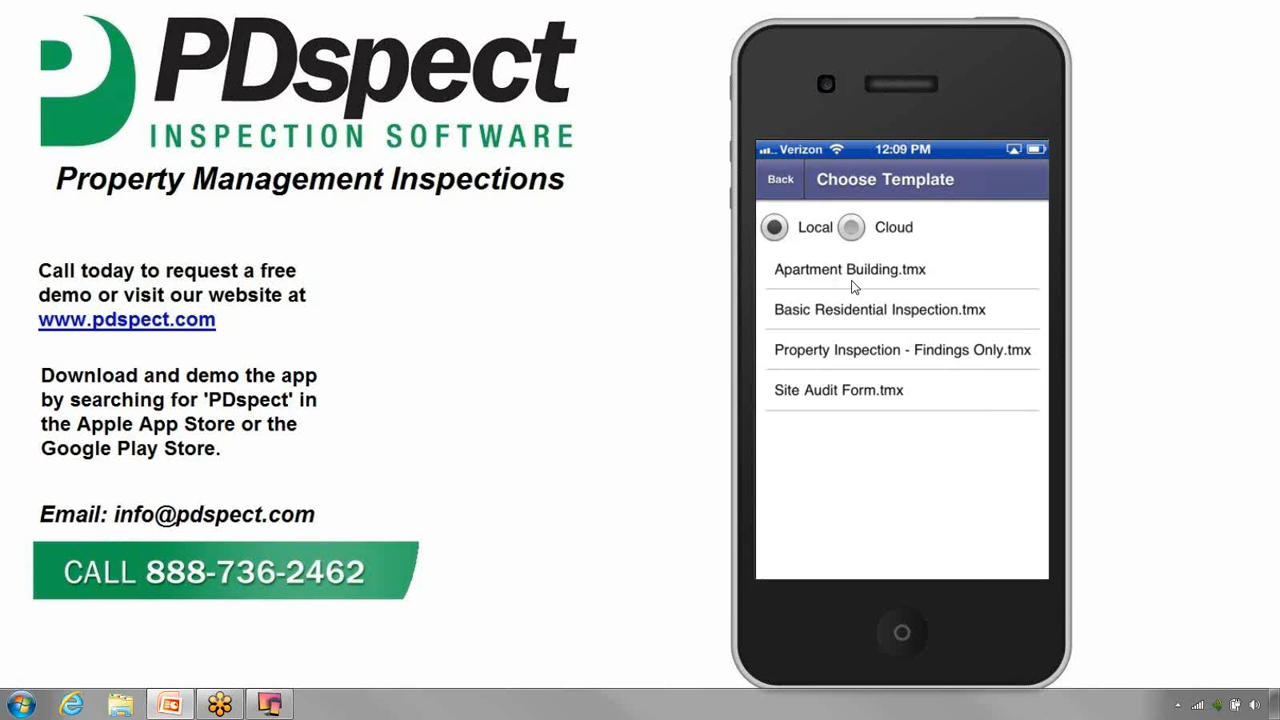 PDspect
INSPECTION SOFTWARE
Property Management Inspections
Call today to request a free
demo or visit our website at
www.pdspect.com
Download and demo the app
by searching for 'PDspect' in
the Apple App Store or the
Google Play Store.
Email: info@pdspect.com
CALL 888-736-2462
Verizon 12:09 PM
Back Choose Template
Local Cloud
Apartment Building.tmx
Basic Residential Inspection.tmx
Property Inspection - Findings Only.tmx
Site Audit Form.tmx